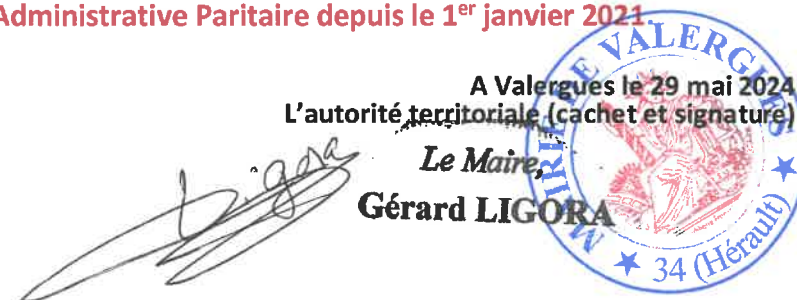 Administrative Paritaire depuis le 1er janvier 2021.
A Valergues le 29 mai 2024
L'autorité territoriale (cachet et signature)
Le Maire,
Gérard LIGORA
Ligora
MAIRIE DE VALERGUES
★ 34 (Hérault) ★